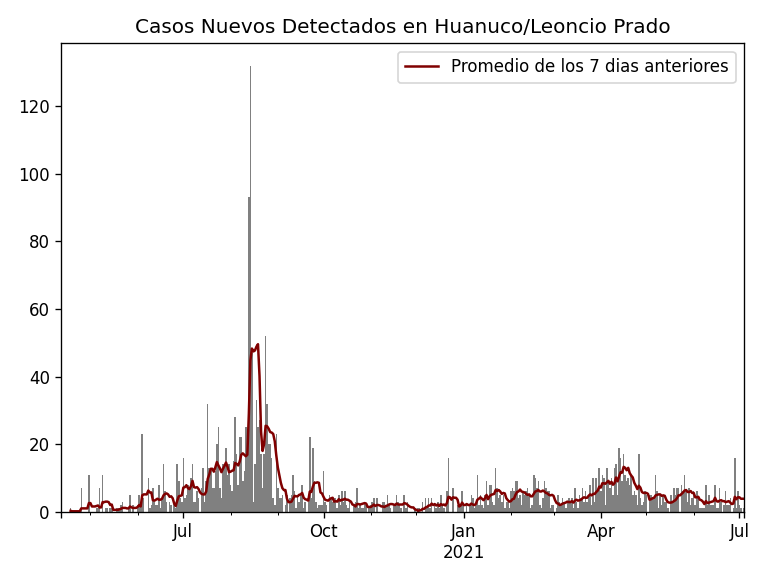 Casos Nuevos Detectados en Huanuco/Leoncio Prado
Promedio de los 7 dias anteriores
120
100
80
60
40
20
0
Jul
Oct
Jan
2021
Apr
Jul